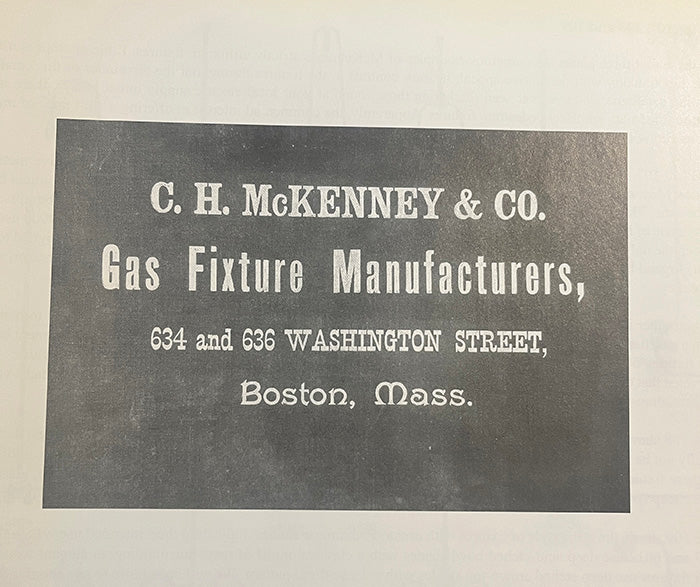 C. H. McKENNEY & CO.
Gas Fixture Manufacturers,
634 and 636 WASHINGTON STREET,
Boston, Mass.